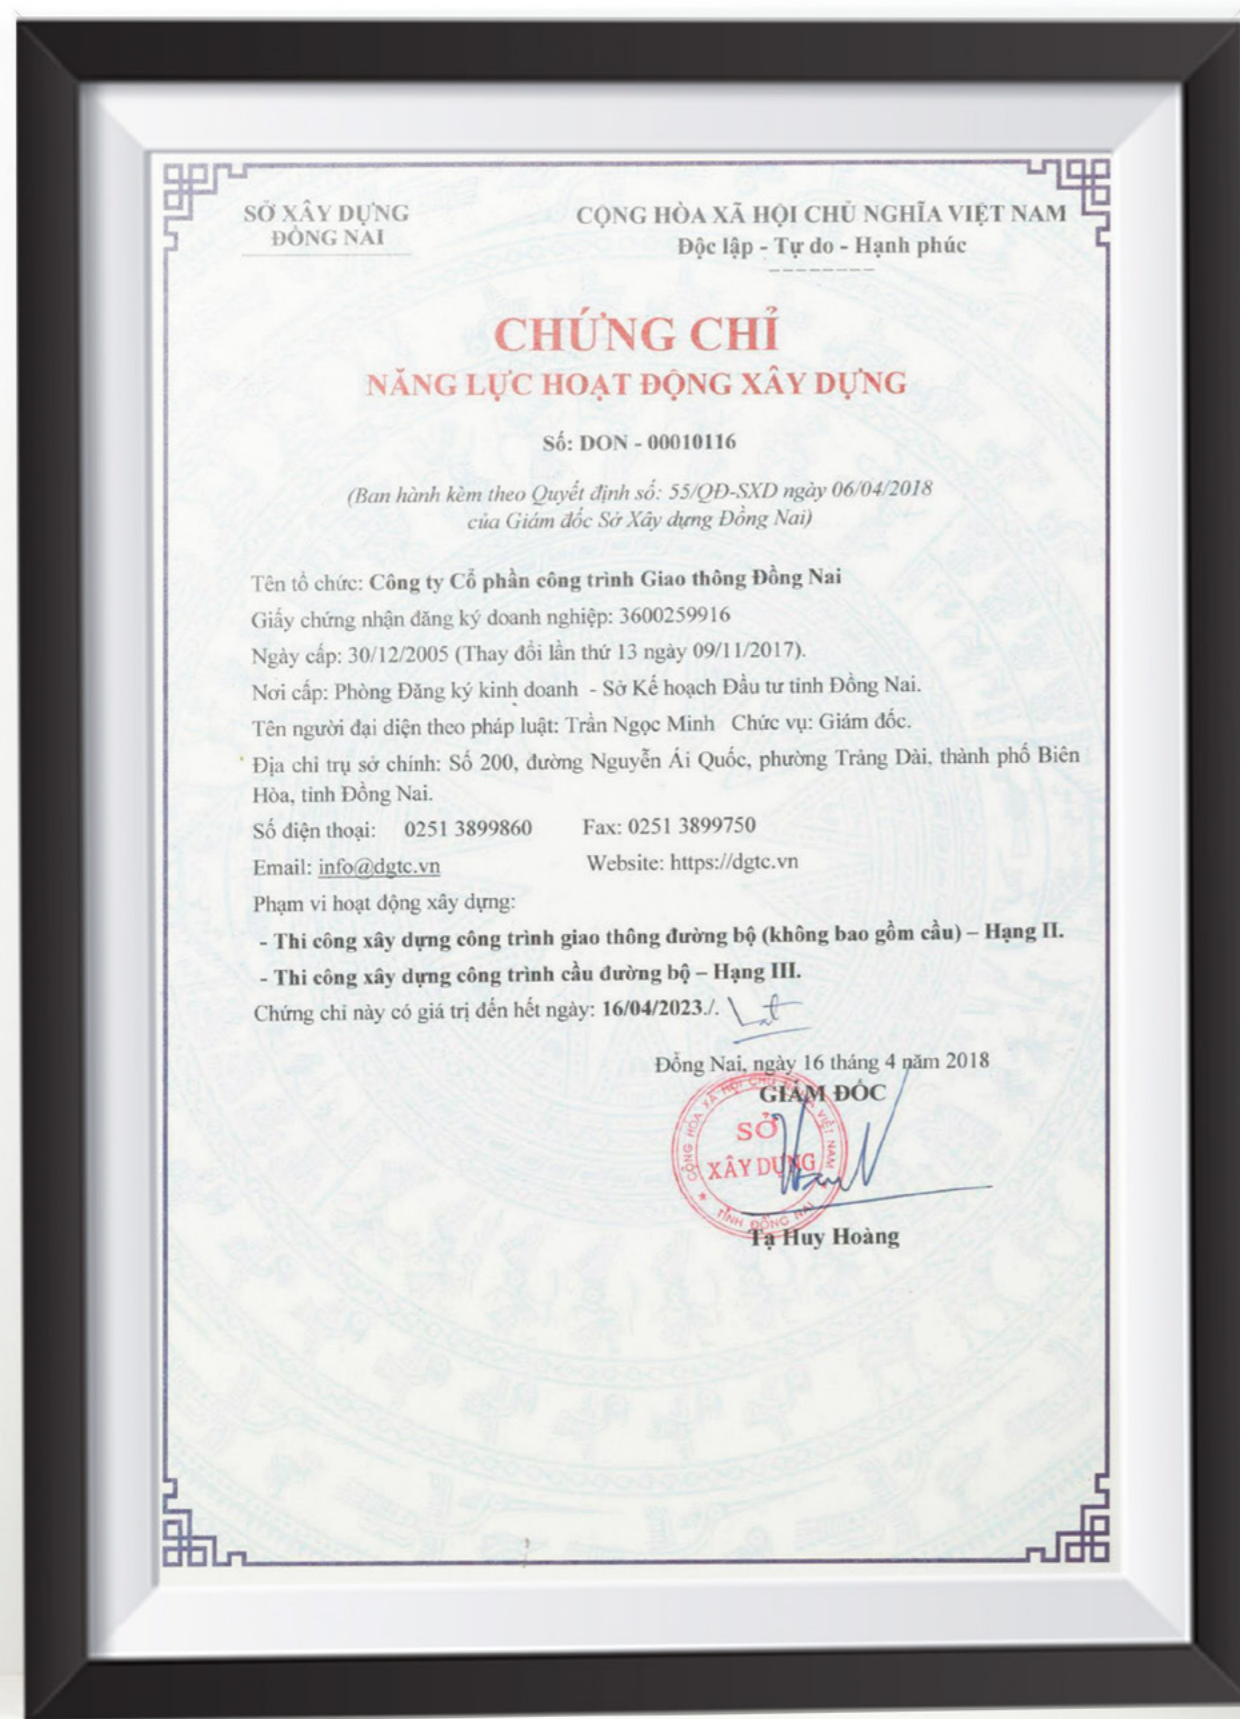 SỞ XÂY DỰNG
ĐỒNG NAI
CỘNG HÒA XÃ HỘI CHỦ NGHĨA VIỆT NAM
Độc lập - Tự do - Hạnh phúc
CHỨNG CHỈ
NĂNG LỰC HOẠT ĐỘNG XÂY DỰNG
Số: DON - 00010116
(Ban hành kèm theo Quyết định số: 55/QĐ-SXD ngày 06/04/2018
của Giám đốc Sở Xây dựng Đồng Nai)
Tên tổ chức: Công ty Cổ phần công trình Giao thông Đồng Nai
Giấy chứng nhận đăng ký doanh nghiệp: 3600259916
Ngày cấp: 30/12/2005 (Thay đổi lần thứ 13 ngày 09/11/2017).
Nơi cấp: Phòng Đăng ký kinh doanh - Sở Kế hoạch Đầu tư tỉnh Đồng Nai.
Tên người đại diện theo pháp luật: Trần Ngọc Minh Chức vụ: Giám đốc.
Địa chỉ trụ sở chính: Số 200, đường Nguyễn Ái Quốc, phường Trảng Dài, thành phố Biên
Hòa, tỉnh Đồng Nai.
Số điện thoại: 0251 3899860 Fax: 0251 3899750
Email: info@dgtc.vn Website: https://dgtc.vn
Phạm vi hoạt động xây dựng:
- Thi công xây dựng công trình giao thông đường bộ (không bao gồm cầu) – Hạng II.
- Thi công xây dựng công trình cầu đường bộ – Hạng III.
Chứng chỉ này có giá trị đến hết ngày: 16/04/2023./.
Đồng Nai, ngày 16 tháng 4 năm 2018
GIÁM ĐỐC
CỘNG HÒA XÃ HỘI CHỦ NGHĨA VIỆT NAM
SỞ
XÂY DỰNG
TỈNH ĐỒNG NAI
Tạ Huy Hoàng